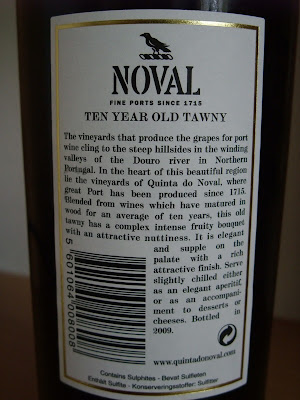 NOVAL
FINE PORTS SINCE 1715
TEN YEAR OLD TAWNY
The vineyards that produce the grapes for port
wine cling to the steep hillsides in the winding
valleys of the Douro river in Northern
Portugal. In the heart of this beautiful region
lie the vineyards of Quinta do Noval, where
great Port has been produced since 1715.
Blended from wines which have matured in
wood for an average of ten years, this old
tawny has a complex intense fruity bouquet
with an attractive nuttiness. It is elegant
and supple on the
palate with a rich
attractive finish. Serve
slightly chilled either
as an elegant aperitif,
or as an accompani-
ment to desserts or
cheeses. Bottled in
2009.
www.quintadonoval.com
Contains Sulphites - Bevat Sulfieten
Enthält Sulfite - Konserveringsstoffer: Sulfitter